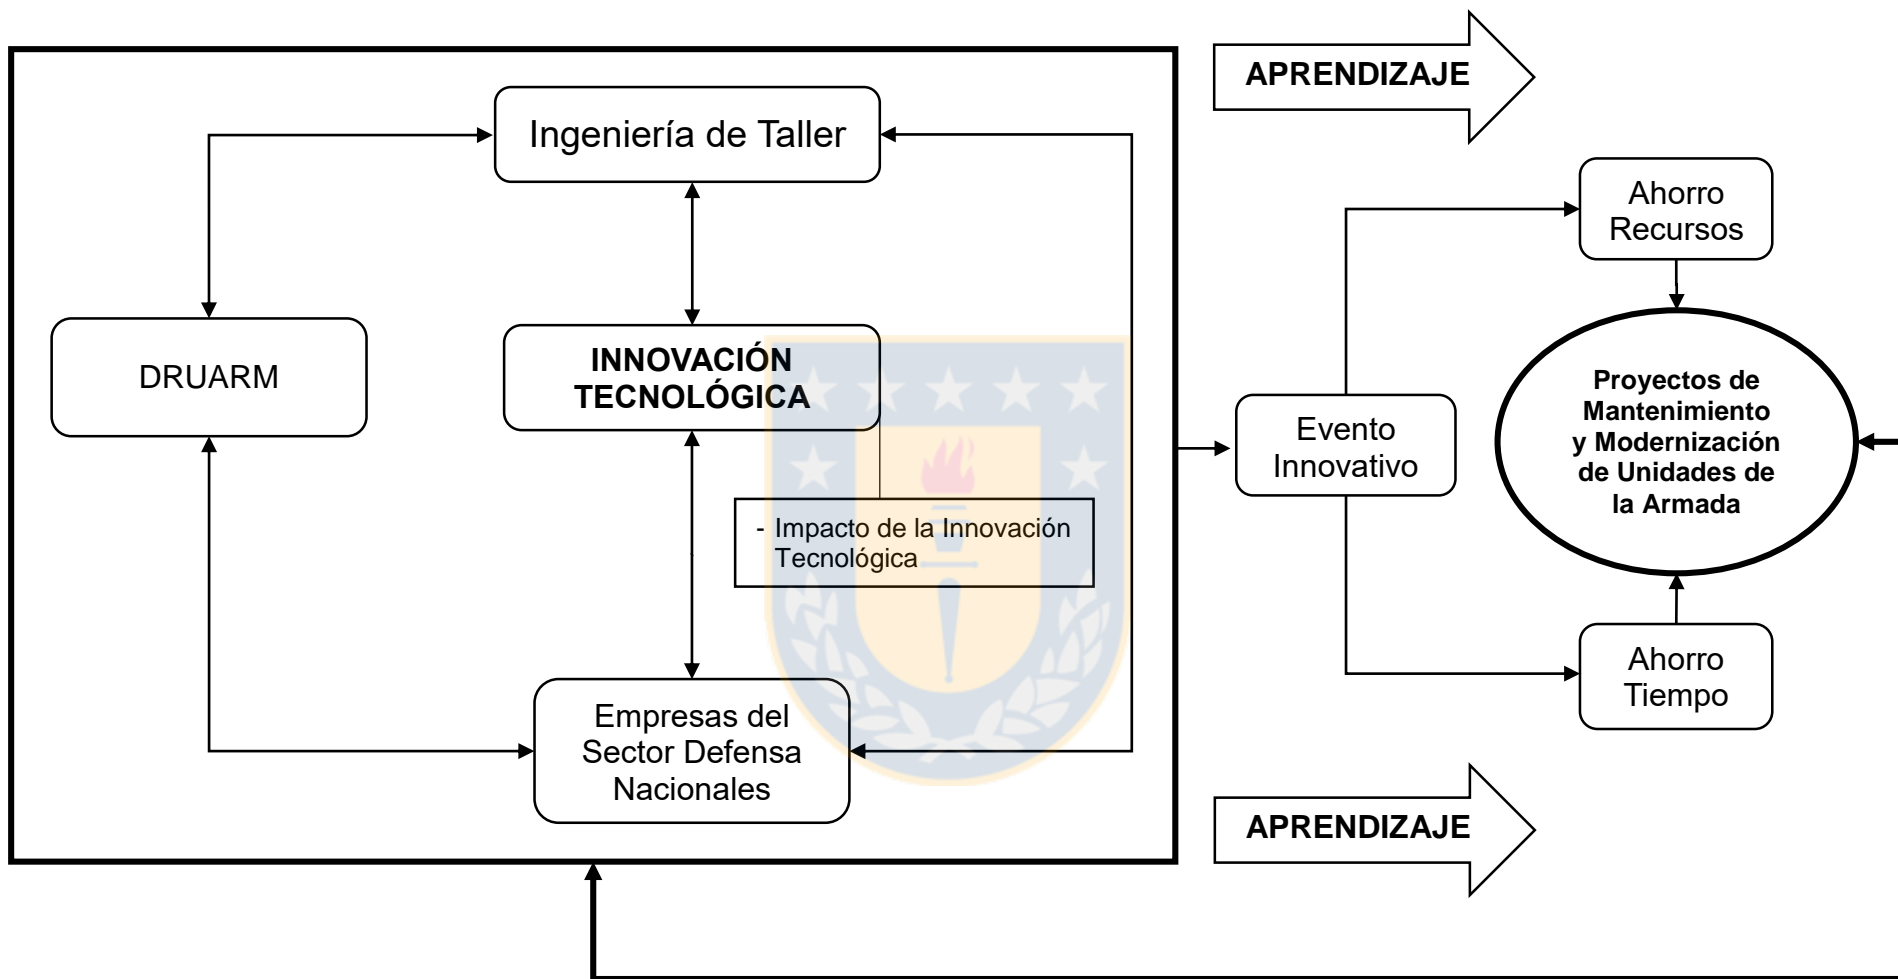 APRENDIZAJE
Ingeniería de Taller
DRUARM
INNOVACIÓN
TECNOLÓGICA
- Impacto de la Innovación
Tecnológica
Empresas del
Sector Defensa
Nacionales
Evento
Innovativo
Ahorro
Recursos
Proyectos de
Mantenimiento
y Modernización
de Unidades de
la Armada
Ahorro
Tiempo
APRENDIZAJE